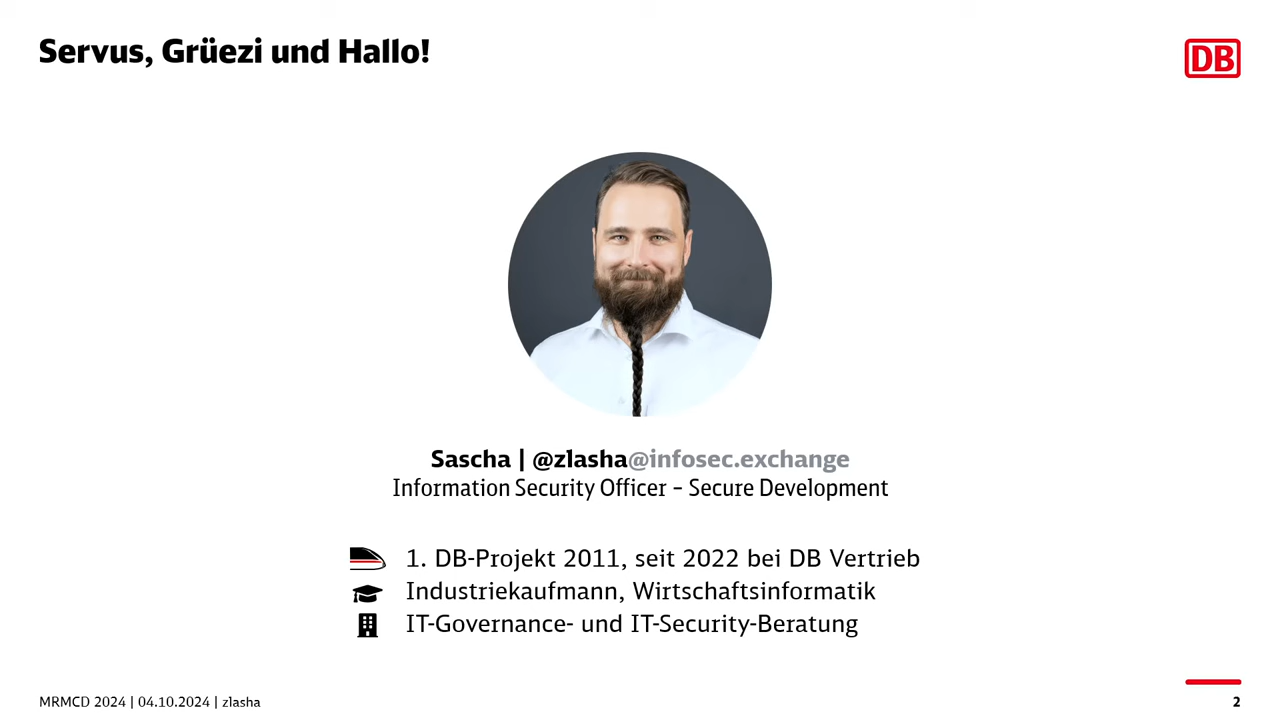 Servus, Grüezi und Hallo!
DB
Sascha | @zlasha@infosec.exchange
Information Security Officer – Secure Development
1. DB-Projekt 2011, seit 2022 bei DB Vertrieb
Industriekaufmann, Wirtschaftsinformatik
IT-Governance- und IT-Security-Beratung
MRMCD 2024 | 04.10.2024 | zlasha
2